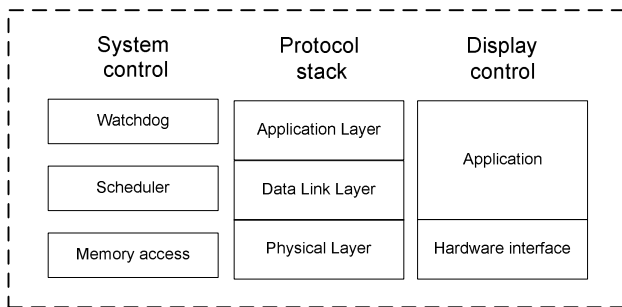 System
control
Watchdog
Scheduler
Memory access
Protocol
stack
Application Layer
Data Link Layer
Physical Layer
Display
control
Application
Hardware interface